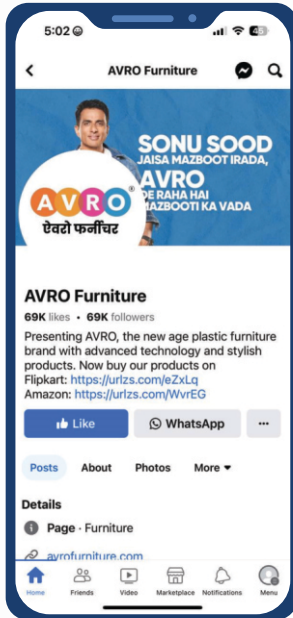 5:02
AVRO Furniture
SONU SOOD
JAISA MAZBOOT IRADA,
AVRO
DE RAHA HAI
MAZBOOTI KA VADA
AVRO®
ऐवरो फर्नीचर
AVRO Furniture
69K likes • 69K followers
Presenting AVRO, the new age plastic furniture
brand with advanced technology and stylish
products. Now buy our products on
Flipkart: https://urlzs.com/eZxLq
Amazon: https://urlzs.com/WvrEG
Like
WhatsApp
Posts About Photos More
Details
Page · Furniture
avrofurniture.com
Home Friends Video Marketplace Notifications Menu